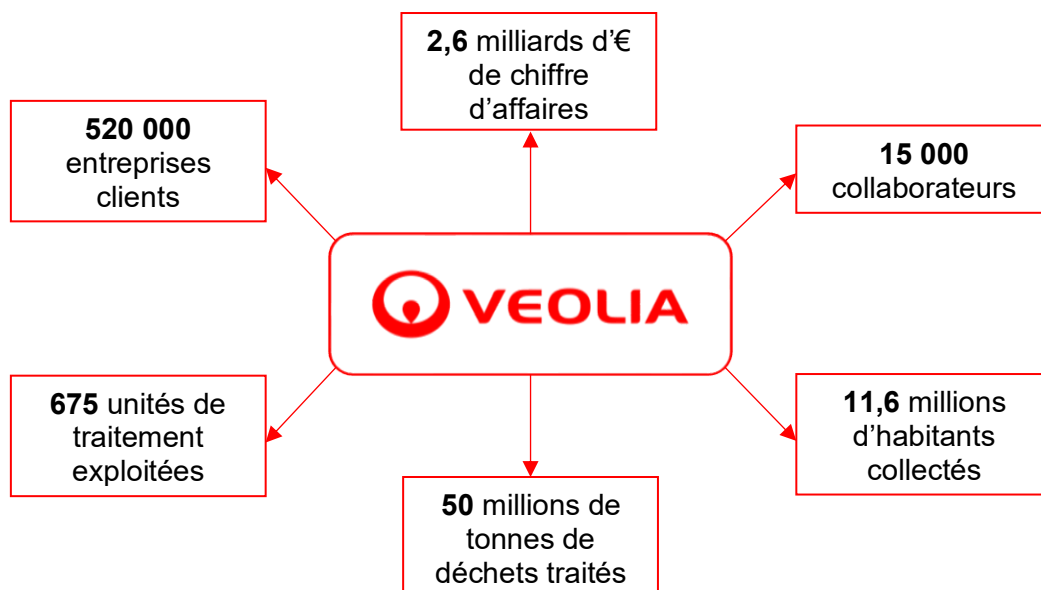 2,6 milliards d’€
de chiffre
d’affaires
520 000
entreprises
clients
15 000
collaborateurs
VEOLIA
675 unités de
traitement
exploitées
11,6 millions
d’habitants
collectés
50 millions de
tonnes de
déchets traités